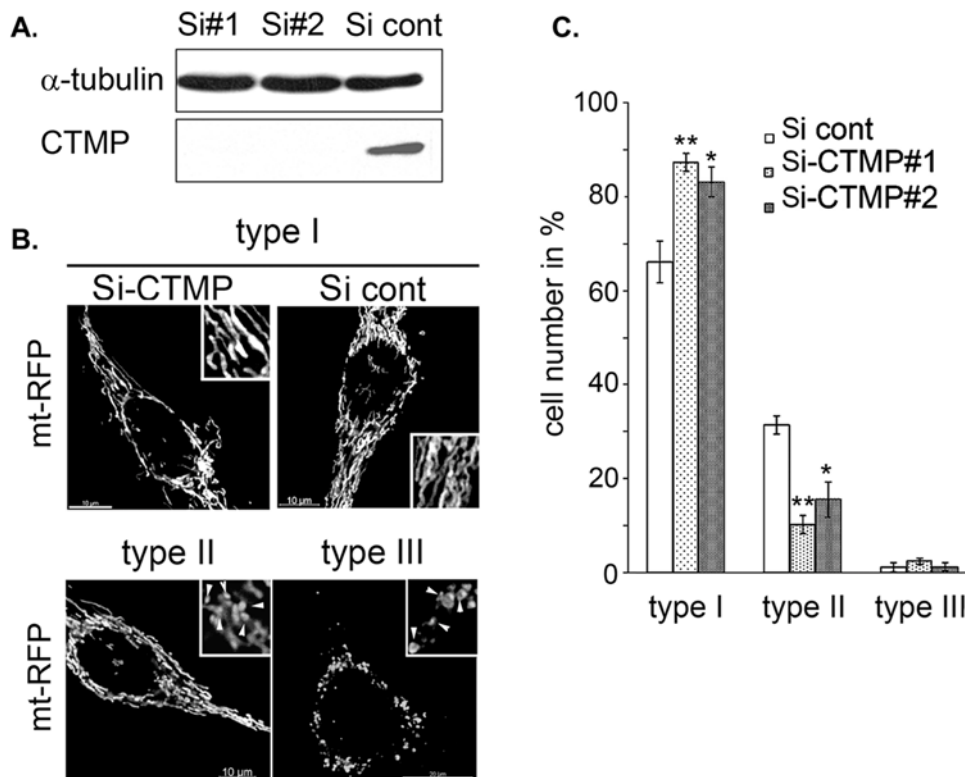 A.
Si#1 Si#2 Si cont
α-tubulin
CTMP
B.
type I
Si-CTMP Si cont
mt-RFP
10 μm
10 μm
type II type III
mt-RFP
10 μm
20 μm
C.
cell number in %
100
80
60
40
20
0
Si cont
Si-CTMP#1
Si-CTMP#2
** *
** *
type I type II type III